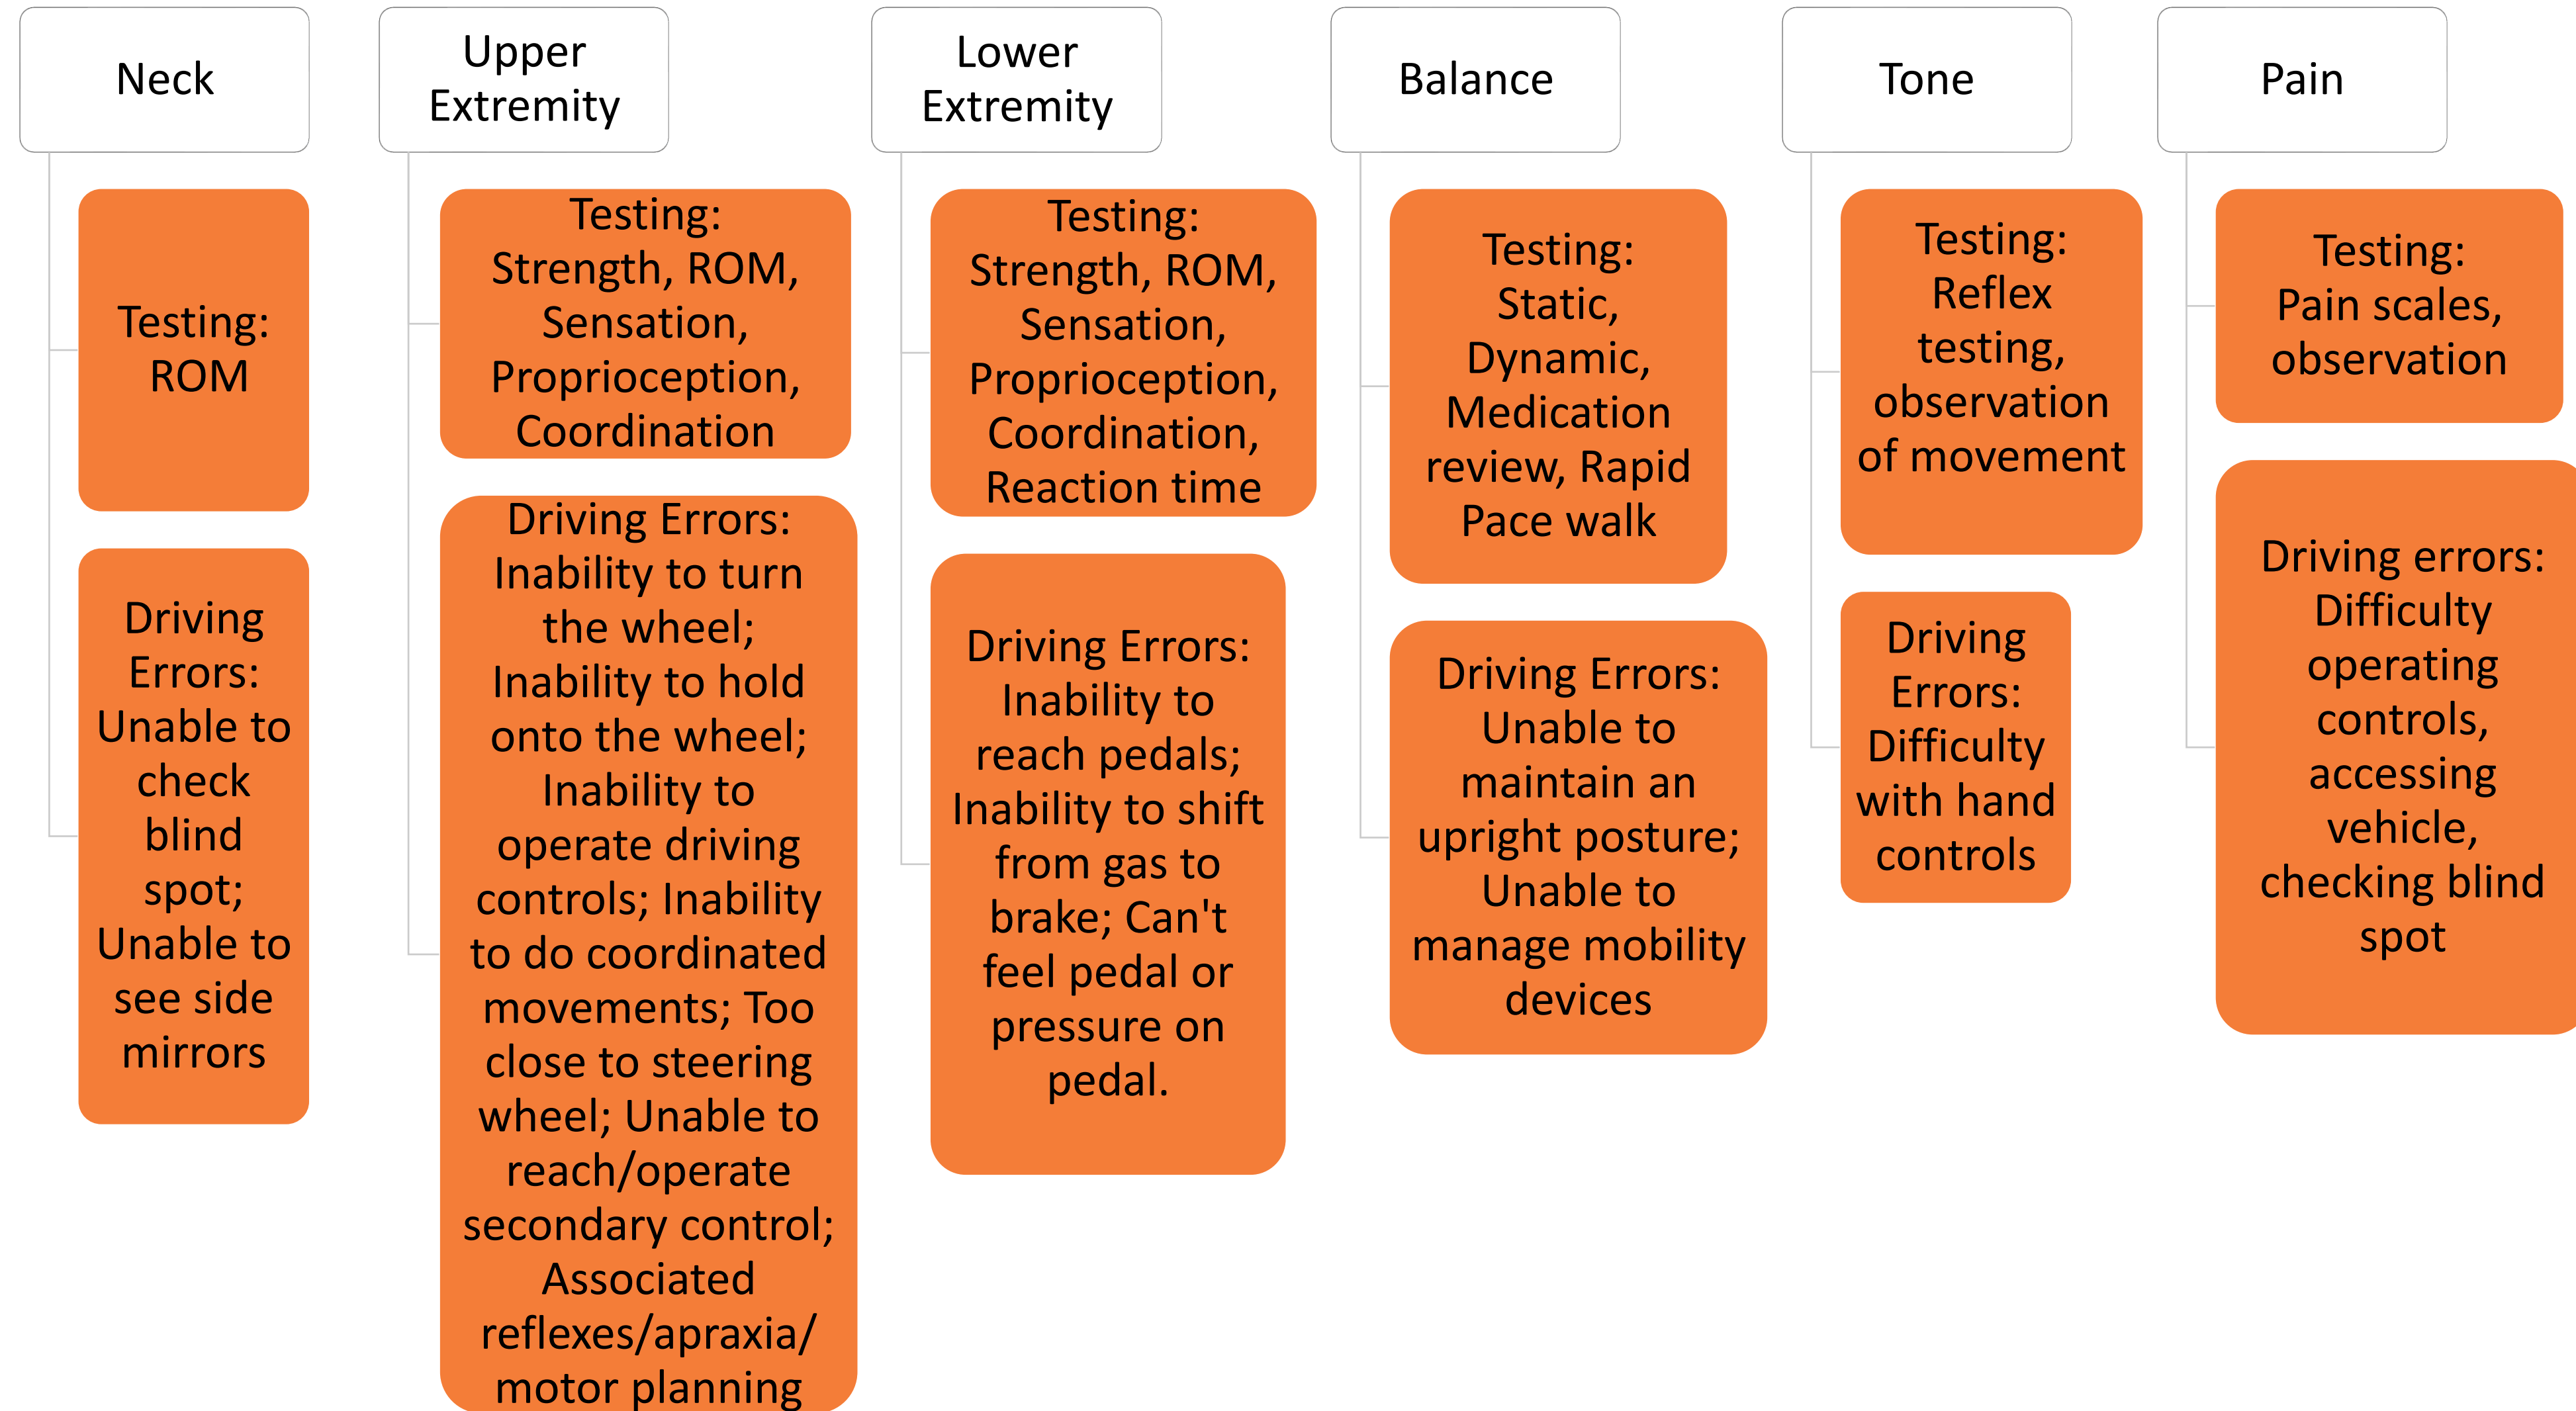 Neck
Testing:
ROM
Driving
Errors:
Unable to
check
blind
spot;
Unable to
see side
mirrors
Upper
Extremity
Testing:
Strength, ROM,
Sensation,
Proprioception,
Coordination
Driving Errors:
Inability to turn
the wheel;
Inability to hold
onto the wheel;
Inability to
operate driving
controls; Inability
to do coordinated
movements; Too
close to steering
wheel; Unable to
reach/operate
secondary control;
Associated
reflexes/apraxia/
motor planning
Lower
Extremity
Testing:
Strength, ROM,
Sensation,
Proprioception,
Coordination,
Reaction time
Driving Errors:
Inability to
reach pedals;
Inability to shift
from gas to
brake; Can't
feel pedal or
pressure on
pedal.
Balance
Testing:
Static,
Dynamic,
Medication
review, Rapid
Pace walk
Driving Errors:
Unable to
maintain an
upright posture;
Unable to
manage mobility
devices
Tone
Testing:
Reflex
testing,
observation
of movement
Driving
Errors:
Difficulty
with hand
controls
Pain
Testing:
Pain scales,
observation
Driving errors:
Difficulty
operating
controls,
accessing
vehicle,
checking blind
spot